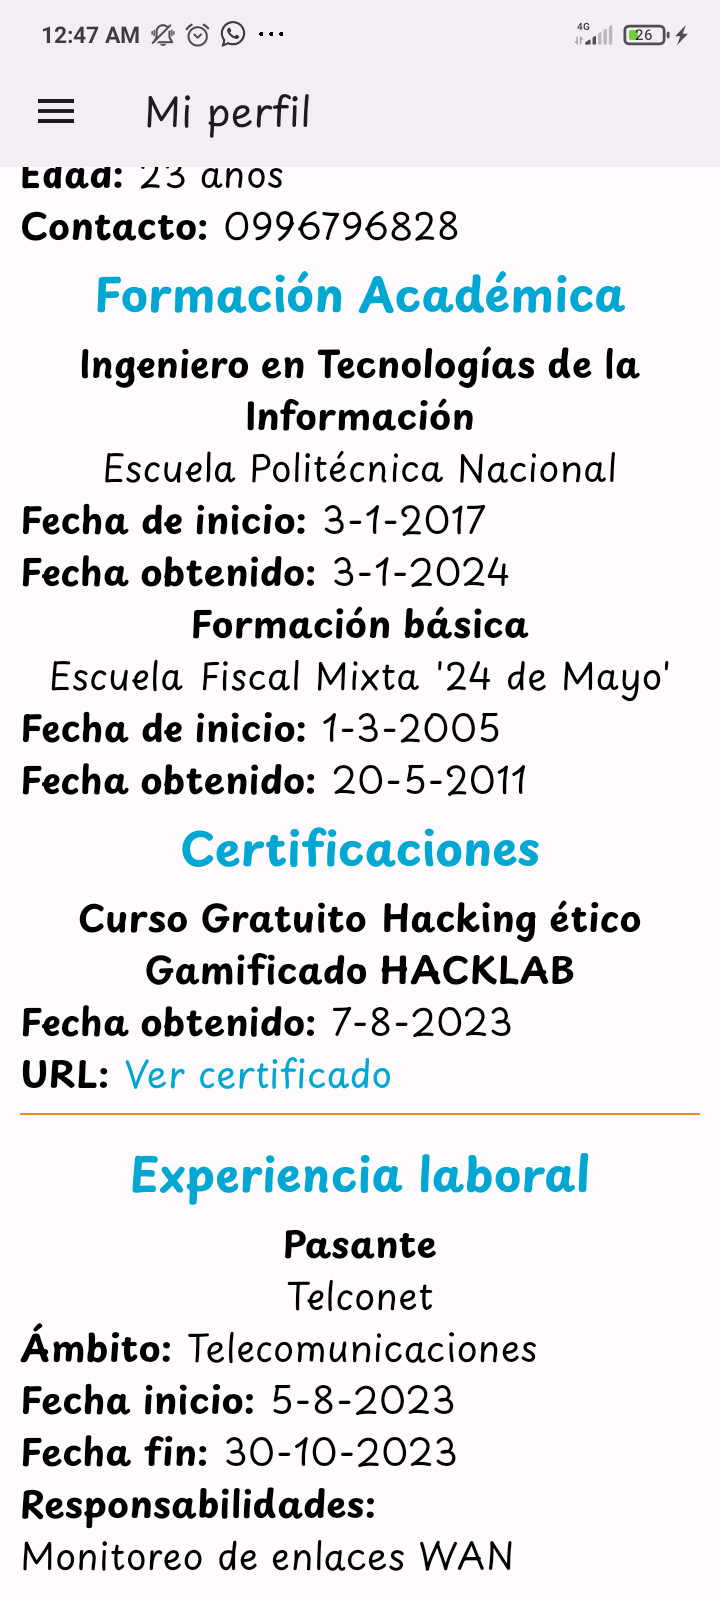 12:47 AM
4G
26
Mi perfil
Edad: 23 años
Contacto: 0996796828
Formación Académica
Ingeniero en Tecnologías de la
Información
Escuela Politécnica Nacional
Fecha de inicio: 3-1-2017
Fecha obtenido: 3-1-2024
Formación básica
Escuela Fiscal Mixta '24 de Mayo'
Fecha de inicio: 1-3-2005
Fecha obtenido: 20-5-2011
Certificaciones
Curso Gratuito Hacking ético
Gamificado HACKLAB
Fecha obtenido: 7-8-2023
URL: Ver certificado
Experiencia laboral
Pasante
Telconet
Ámbito: Telecomunicaciones
Fecha inicio: 5-8-2023
Fecha fin: 30-10-2023
Responsabilidades:
Monitoreo de enlaces WAN